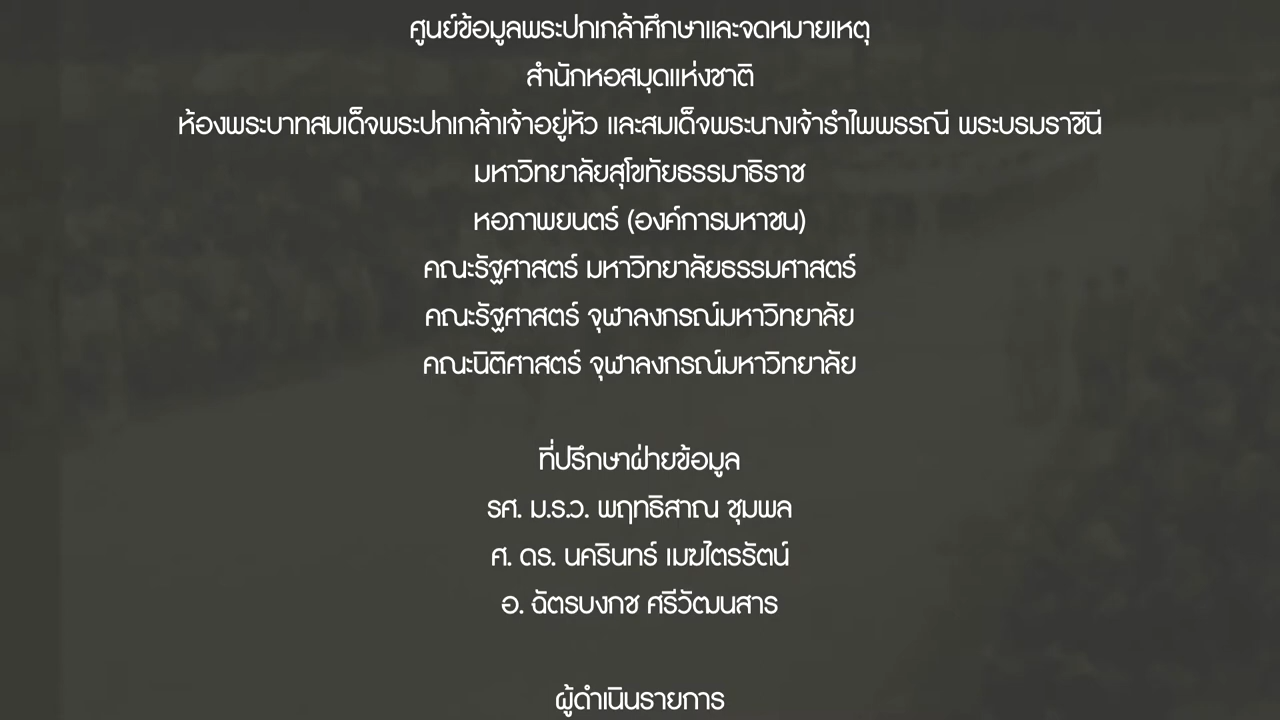 ศูนย์ข้อมูลพระปกเกล้าศึกษาและจดหมายเหตุ
สำนักหอสมุดแห่งชาติ
ห้องพระบาทสมเด็จพระปกเกล้าเจ้าอยู่หัว และสมเด็จพระนางเจ้ารำไพพรรณี พระบรมราชินี
มหาวิทยาลัยสุโขทัยธรรมาธิราช
หอภาพยนตร์ (องค์การมหาชน)
คณะรัฐศาสตร์ มหาวิทยาลัยธรรมศาสตร์
คณะรัฐศาสตร์ จุฬาลงกรณ์มหาวิทยาลัย
คณะนิติศาสตร์ จุฬาลงกรณ์มหาวิทยาลัย
ที่ปรึกษาฝ่ายข้อมูล
รศ. ม.ร.ว. พฤทธิสาณ ชุมพล
ศ. ดร. นครินทร์ เมฆไตรรัตน์
อ. ฉัตรบงกช ศรีวัฒนสาร
ผู้ดำเนินรายการ